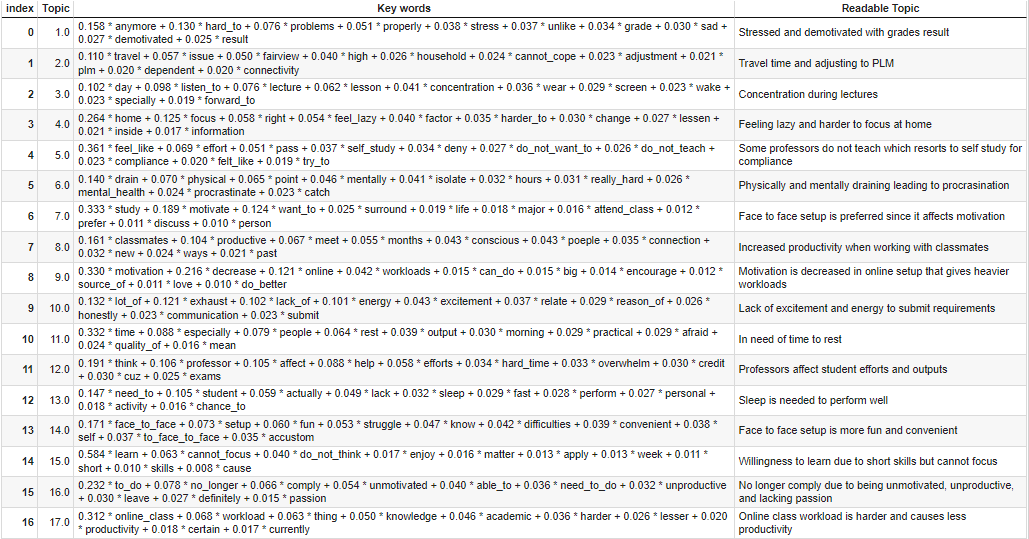 index Topic Key words Readable Topic
0 1.0 0.158 * anymore + 0.130 * hard_to + 0.076 * problems + 0.051 * properly + 0.038 * stress + 0.037 * unlike + 0.034 * grade + 0.030 * sad +
0.027 * demotivated + 0.025 * result
Stressed and demotivated with grades result
1 2.0 0.110 * travel + 0.057 * issue + 0.050 * fairview + 0.040 * high + 0.026 * household + 0.024 * cannot_cope + 0.023 * adjustment + 0.021 *
plm + 0.020 * dependent + 0.020 * connectivity
Travel time and adjusting to PLM
2 3.0 0.102 * day + 0.098 * listen_to + 0.076 * lecture + 0.062 * lesson + 0.041 * concentration + 0.036 * wear + 0.029 * screen + 0.023 * wake +
0.023 * specially + 0.019 * forward_to
Concentration during lectures
3 4.0 0.264 * home + 0.125 * focus + 0.058 * right + 0.054 * feel_lazy + 0.040 * factor + 0.035 * harder_to + 0.030 * change + 0.027 * lessen +
0.021 * inside + 0.017 * information
Feeling lazy and harder to focus at home
4 5.0 0.361 * feel_like + 0.069 * effort + 0.051 * pass + 0.037 * self_study + 0.034 * deny + 0.027 * do_not_want_to + 0.026 * do_not_teach +
0.023 * compliance + 0.020 * felt_like + 0.019 * try_to
Some professors do not teach which resorts to self study for
compliance
5 6.0 0.140 * drain + 0.070 * physical + 0.065 * point + 0.046 * mentally + 0.041 * isolate + 0.032 * hours + 0.031 * really_hard + 0.026 *
mental_health + 0.024 * procrastinate + 0.023 * catch
Physically and mentally draining leading to procrasination
6 7.0 0.333 * study + 0.189 * motivate + 0.124 * want_to + 0.025 * surround + 0.019 * life + 0.018 * major + 0.016 * attend_class + 0.012 *
prefer + 0.011 * discuss + 0.010 * person
Face to face setup is preferred since it affects motivation
7 8.0 0.161 * classmates + 0.104 * productive + 0.067 * meet + 0.055 * months + 0.043 * conscious + 0.043 * poeple + 0.035 * connection +
0.032 * new + 0.024 * ways + 0.021 * past
Increased productivity when working with classmates
8 9.0 0.330 * motivation + 0.216 * decrease + 0.121 * online + 0.042 * workloads + 0.015 * can_do + 0.015 * big + 0.014 * encourage + 0.012 *
source_of + 0.011 * love + 0.010 * do_better
Motivation is decreased in online setup that gives heavier
workloads
9 10.0 0.132 * lot_of + 0.121 * exhaust + 0.102 * lack_of + 0.101 * energy + 0.043 * excitement + 0.037 * relate + 0.029 * reason_of + 0.026 *
honestly + 0.023 * communication + 0.023 * submit
Lack of excitement and energy to submit requirements
10 11.0 0.332 * time + 0.088 * especially + 0.079 * people + 0.064 * rest + 0.039 * output + 0.030 * morning + 0.029 * practical + 0.029 * afraid +
0.024 * quality_of + 0.016 * mean
In need of time to rest
11 12.0 0.191 * think + 0.106 * professor + 0.105 * affect + 0.088 * help + 0.058 * efforts + 0.034 * hard_time + 0.033 * overwhelm + 0.030 * credit
+ 0.030 * cuz + 0.025 * exams
Professors affect student efforts and outputs
12 13.0 0.147 * need_to + 0.105 * student + 0.059 * actually + 0.049 * lack + 0.032 * sleep + 0.029 * fast + 0.028 * perform + 0.027 * personal +
0.018 * activity + 0.016 * chance_to
Sleep is needed to perform well
13 14.0 0.171 * face_to_face + 0.073 * setup + 0.060 * fun + 0.053 * struggle + 0.047 * know + 0.042 * difficulties + 0.039 * convenient + 0.038 *
self + 0.037 * to_face_to_face + 0.035 * accustom
Face to face setup is more fun and convenient
14 15.0 0.584 * learn + 0.063 * cannot_focus + 0.040 * do_not_think + 0.017 * enjoy + 0.016 * matter + 0.013 * apply + 0.013 * week + 0.011 *
short + 0.010 * skills + 0.008 * cause
Willingness to learn due to short skills but cannot focus
15 16.0 0.232 * to_do + 0.078 * no_longer + 0.066 * comply + 0.054 * unmotivated + 0.040 * able_to + 0.036 * need_to_do + 0.032 * unproductive
+ 0.030 * leave + 0.027 * definitely + 0.015 * passion
No longer comply due to being unmotivated, unproductive,
and lacking passion
16 17.0 0.312 * online_class + 0.068 * workload + 0.063 * thing + 0.050 * knowledge + 0.046 * academic + 0.036 * harder + 0.026 * lesser + 0.020
* productivity + 0.018 * certain + 0.017 * currently
Online class workload is harder and causes less
productivity